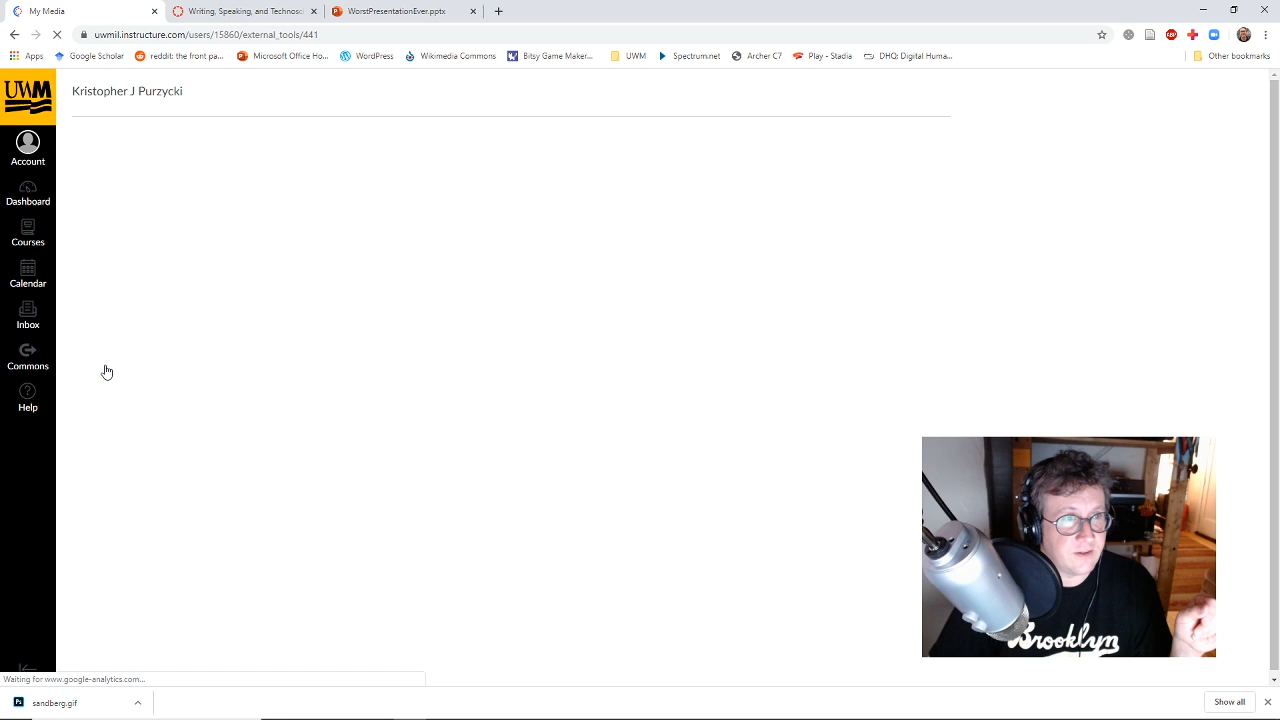 My Media
Writing, Speaking, and Technosc
WorstPresentationEver.pptx
uwmil.instructure.com/users/15860/external_tools/441
Apps
Google Scholar
reddit: the front pa...
Microsoft Office Ho...
WordPress
Wikimedia Commons
Bitsy Game Maker...
UWM
Spectrum.net
Archer C7
Play - Stadia
DHQ: Digital Huma...
Other bookmarks
UWM
Kristopher J Purzycki
Account
Dashboard
Courses
Calendar
Inbox
Commons
Help
Brooklyn
Waiting for www.google-analytics.com...
Ps
sandberg.gif
Show all